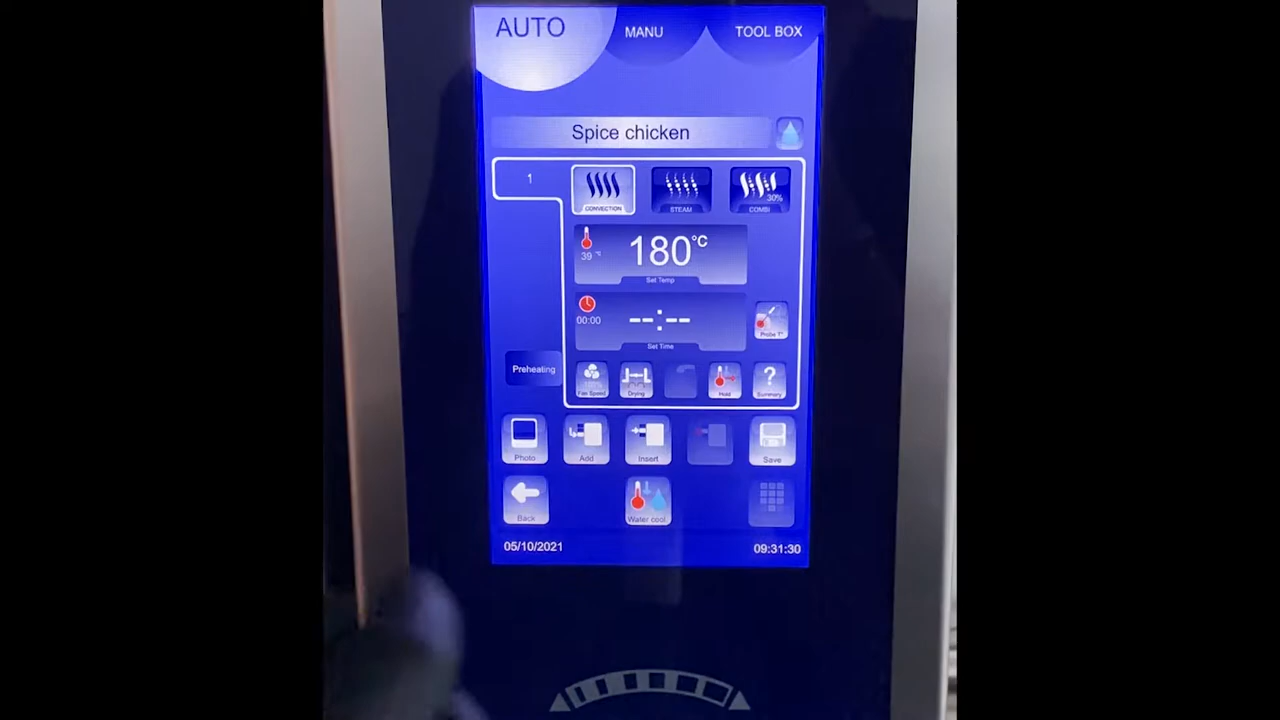 AUTO
MANU
TOOL BOX
Spice chicken
1
CONVECTION
STEAM
30%
COMBI
180°C
39 °C
Set Temp
00:00
--:--
Set Time
Probe T°
Preheating
100%
Fan Speed
Drying
Hold
?
Summary
Photo
Add
Insert
Save
Back
Water cool.
05/10/2021
09:31:30